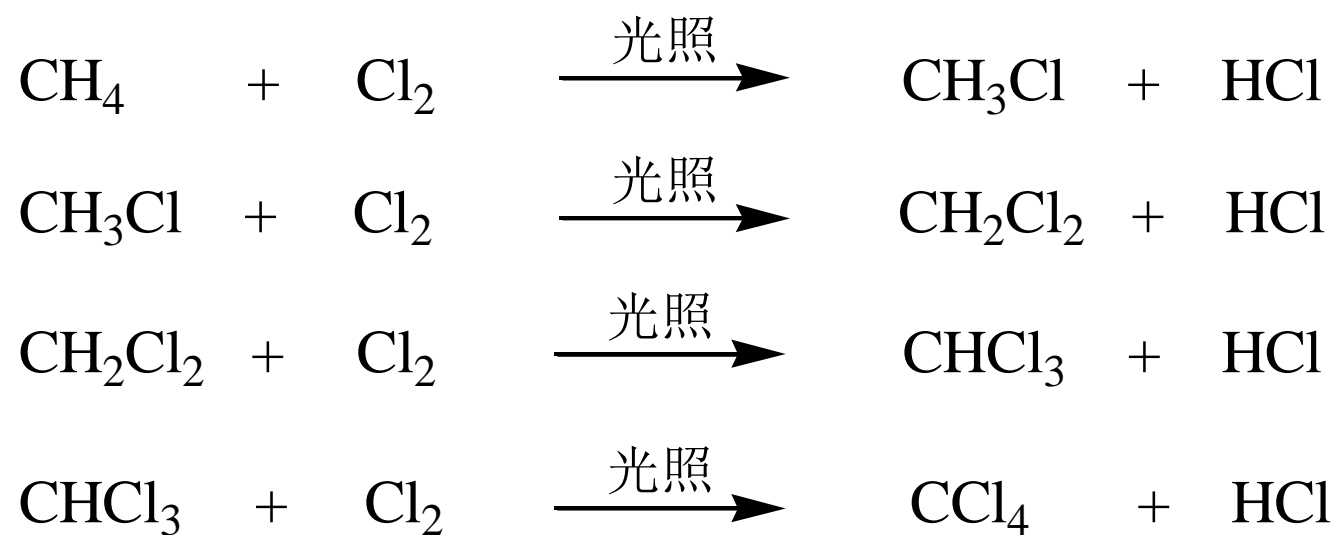 光照
CH₄ + Cl₂ ⟶ CH₃Cl + HCl
光照
CH₃Cl + Cl₂ ⟶ CH₂Cl₂ + HCl
光照
CH₂Cl₂ + Cl₂ ⟶ CHCl₃ + HCl
光照
CHCl₃ + Cl₂ ⟶ CCl₄ + HCl